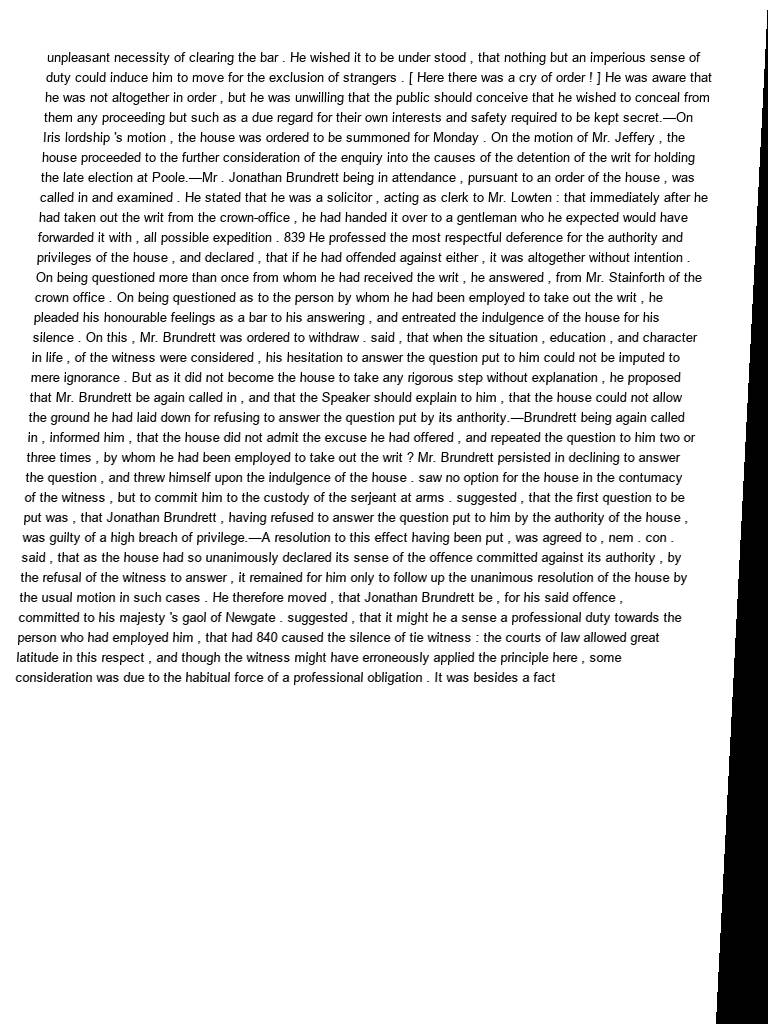 unpleasant necessity of clearing the bar . He wished it to be under stood , that nothing but an imperious sense of
duty could induce him to move for the exclusion of strangers . [ Here there was a cry of order ! ] He was aware that
he was not altogether in order , but he was unwilling that the public should conceive that he wished to conceal from
them any proceeding but such as a due regard for their own interests and safety required to be kept secret.—On
Iris lordship 's motion , the house was ordered to be summoned for Monday . On the motion of Mr. Jeffery , the
house proceeded to the further consideration of the enquiry into the causes of the detention of the writ for holding
the late election at Poole.—Mr . Jonathan Brundrett being in attendance , pursuant to an order of the house , was
called in and examined . He stated that he was a solicitor , acting as clerk to Mr. Lowten : that immediately after he
had taken out the writ from the crown-office , he had handed it over to a gentleman who he expected would have
forwarded it with , all possible expedition . 839 He professed the most respectful deference for the authority and
privileges of the house , and declared , that if he had offended against either , it was altogether without intention .
On being questioned more than once from whom he had received the writ , he answered , from Mr. Stainforth of the
crown office . On being questioned as to the person by whom he had been employed to take out the writ , he
pleaded his honourable feelings as a bar to his answering , and entreated the indulgence of the house for his
silence . On this , Mr. Brundrett was ordered to withdraw . said , that when the situation , education , and character
in life , of the witness were considered , his hesitation to answer the question put to him could not be imputed to
mere ignorance . But as it did not become the house to take any rigorous step without explanation , he proposed
that Mr. Brundrett be again called in , and that the Speaker should explain to him , that the house could not allow
the ground he had laid down for refusing to answer the question put by its anthority.—Brundrett being again called
in , informed him , that the house did not admit the excuse he had offered , and repeated the question to him two or
three times , by whom he had been employed to take out the writ ? Mr. Brundrett persisted in declining to answer
the question , and threw himself upon the indulgence of the house . saw no option for the house in the contumacy
of the witness , but to commit him to the custody of the serjeant at arms . suggested , that the first question to be
put was , that Jonathan Brundrett , having refused to answer the question put to him by the authority of the house ,
was guilty of a high breach of privilege.—A resolution to this effect having been put , was agreed to , nem . con .
said , that as the house had so unanimously declared its sense of the offence committed against its authority , by
the refusal of the witness to answer , it remained for him only to follow up the unanimous resolution of the house by
the usual motion in such cases . He therefore moved , that Jonathan Brundrett be , for his said offence ,
committed to his majesty 's gaol of Newgate . suggested , that it might he a sense a professional duty towards the
person who had employed him , that had 840 caused the silence of tie witness : the courts of law allowed great
latitude in this respect , and though the witness might have erroneously applied the principle here , some
consideration was due to the habitual force of a professional obligation . It was besides a fact